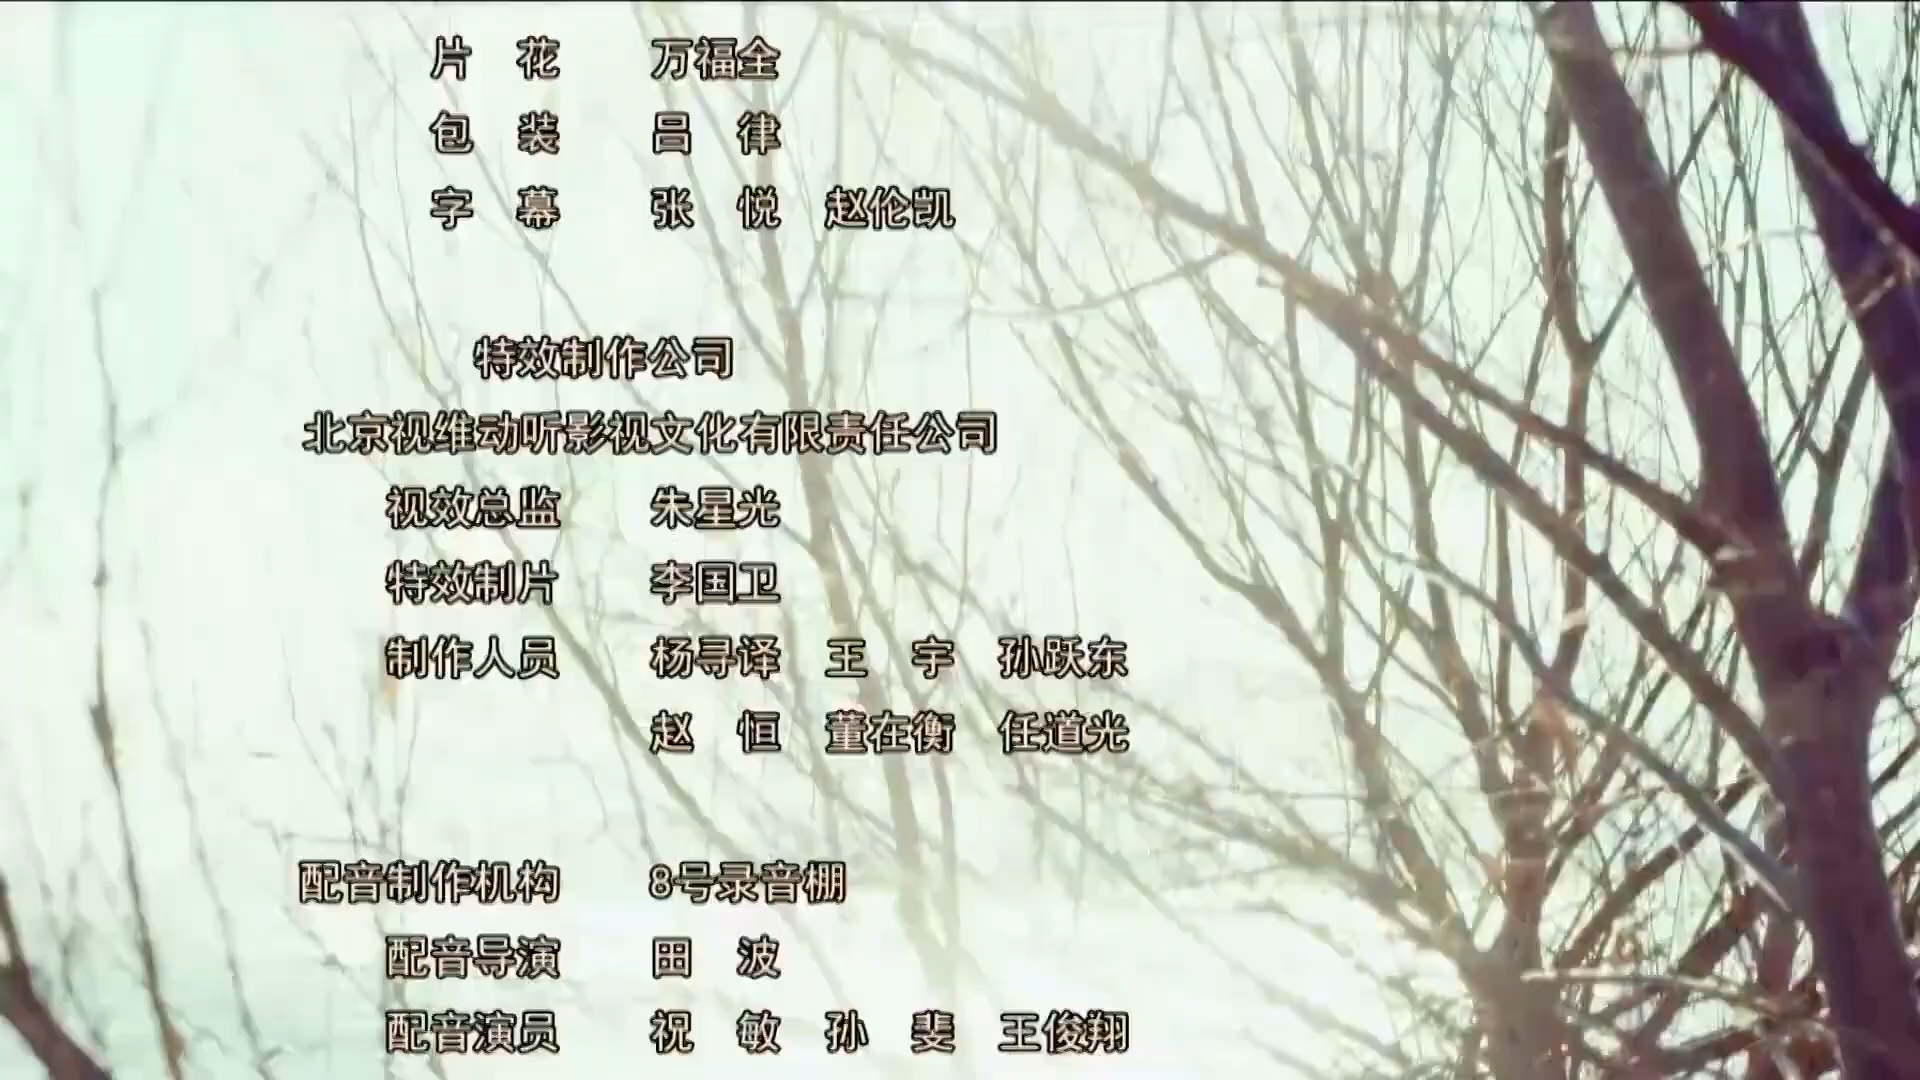 片 花 万福全
包 装 吕 律
字 幕 张 悦 赵伦凯
特效制作公司
北京视维动听影视文化有限责任公司
视效总监 朱星光
特效制片 李国卫
制作人员 杨寻译 王 宇 孙跃东
赵 恒 董在衡 任道光
配音制作机构 8号录音棚
配音导演 田 波
配音演员 祝 敏 孙 斐 王俊翔